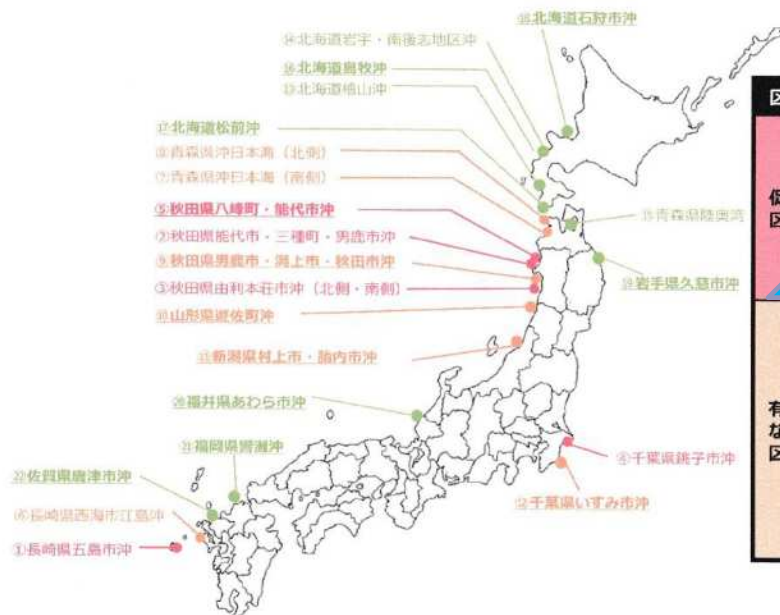 ⑱北海道石狩市沖
⑭北海道岩宇・南後志地区沖
⑯北海道島牧沖
⑬北海道檜山沖
⑰北海道松前沖
⑧青森県沖日本海（北側）
⑦青森県沖日本海（南側）
⑤秋田県八峰町・能代市沖
⑮青森県陸奥湾
②秋田県能代市・三種町・男鹿市沖
⑨秋田県男鹿市・潟上市・秋田市沖
⑲岩手県久慈市沖
③秋田県由利本荘市沖（北側・南側）
⑩山形県遊佐町沖
⑪新潟県村上市・胎内市沖
⑳福井県あわら市沖
㉑福岡県響灘沖
④千葉県銚子市沖
㉒佐賀県唐津市沖
⑫千葉県いすみ市沖
⑥長崎県西海市江島沖
①長崎県五島市沖
区
促
区
有
な
区